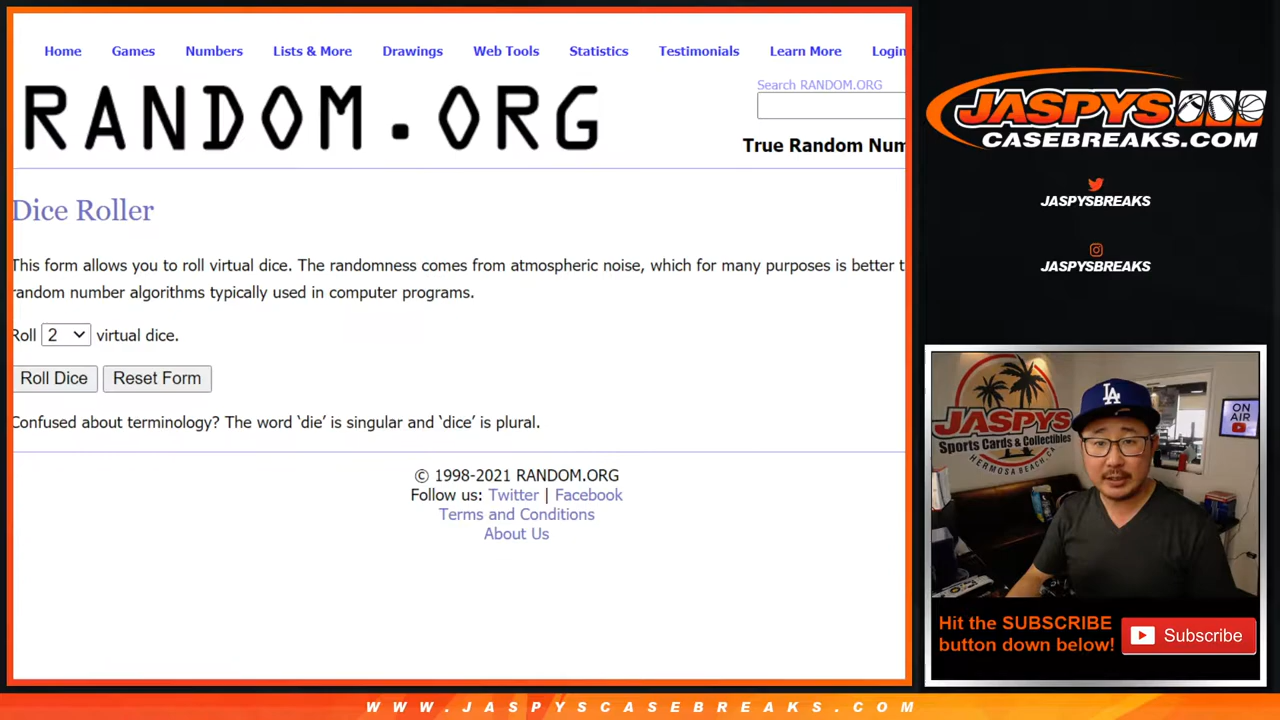 Home Games Numbers Lists & More Drawings Web Tools Statistics Testimonials Learn More Login
RANDOM.ORG
Search RANDOM.ORG
True Random Num
Dice Roller
This form allows you to roll virtual dice. The randomness comes from atmospheric noise, which for many purposes is better t
random number algorithms typically used in computer programs.
Roll 2 virtual dice.
Roll Dice Reset Form
Confused about terminology? The word ‘die’ is singular and ‘dice’ is plural.
© 1998-2021 RANDOM.ORG
Follow us: Twitter | Facebook
Terms and Conditions
About Us
JASPYS
CASEBREAKS.COM
JASPYSBREAKS
JASPYSBREAKS
JASPYS
Sports Cards & Collectibles
HERMOSA BEACH, CA
LA
ON
AIR
Hit the SUBSCRIBE
button down below!
Subscribe
WWW.JASPYSCASEBREAKS.COM